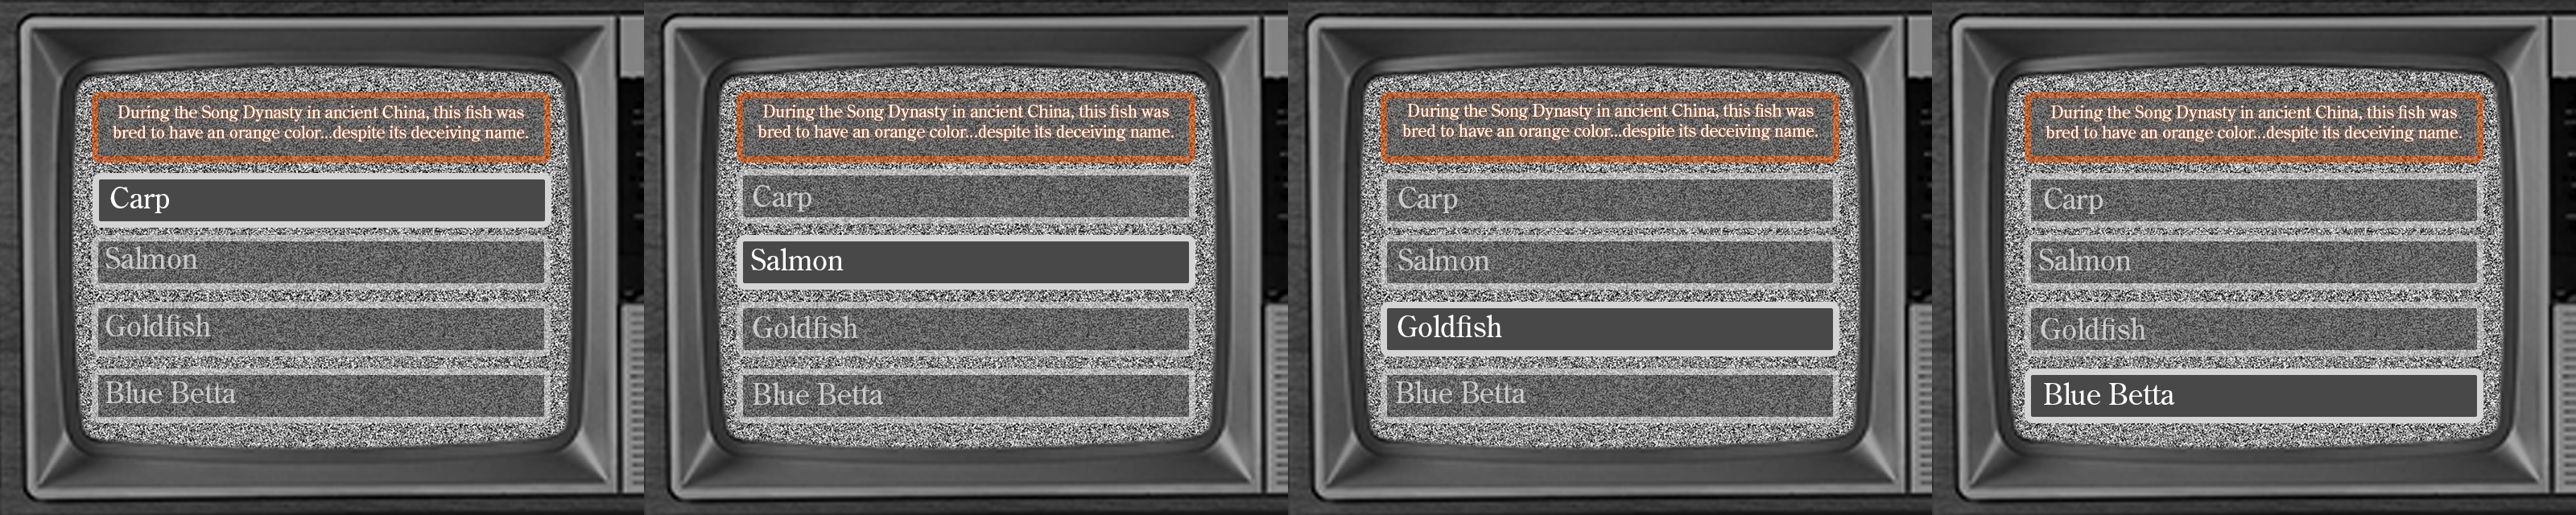 During the Song Dynasty in ancient China, this fish was
bred to have an orange color...despite its deceiving name.
Carp
Salmon
Goldfish
Blue Betta
During the Song Dynasty in ancient China, this fish was
bred to have an orange color...despite its deceiving name.
Carp
Salmon
Goldfish
Blue Betta
During the Song Dynasty in ancient China, this fish was
bred to have an orange color...despite its deceiving name.
Carp
Salmon
Goldfish
Blue Betta
During the Song Dynasty in ancient China, this fish was
bred to have an orange color...despite its deceiving name.
Carp
Salmon
Goldfish
Blue Betta